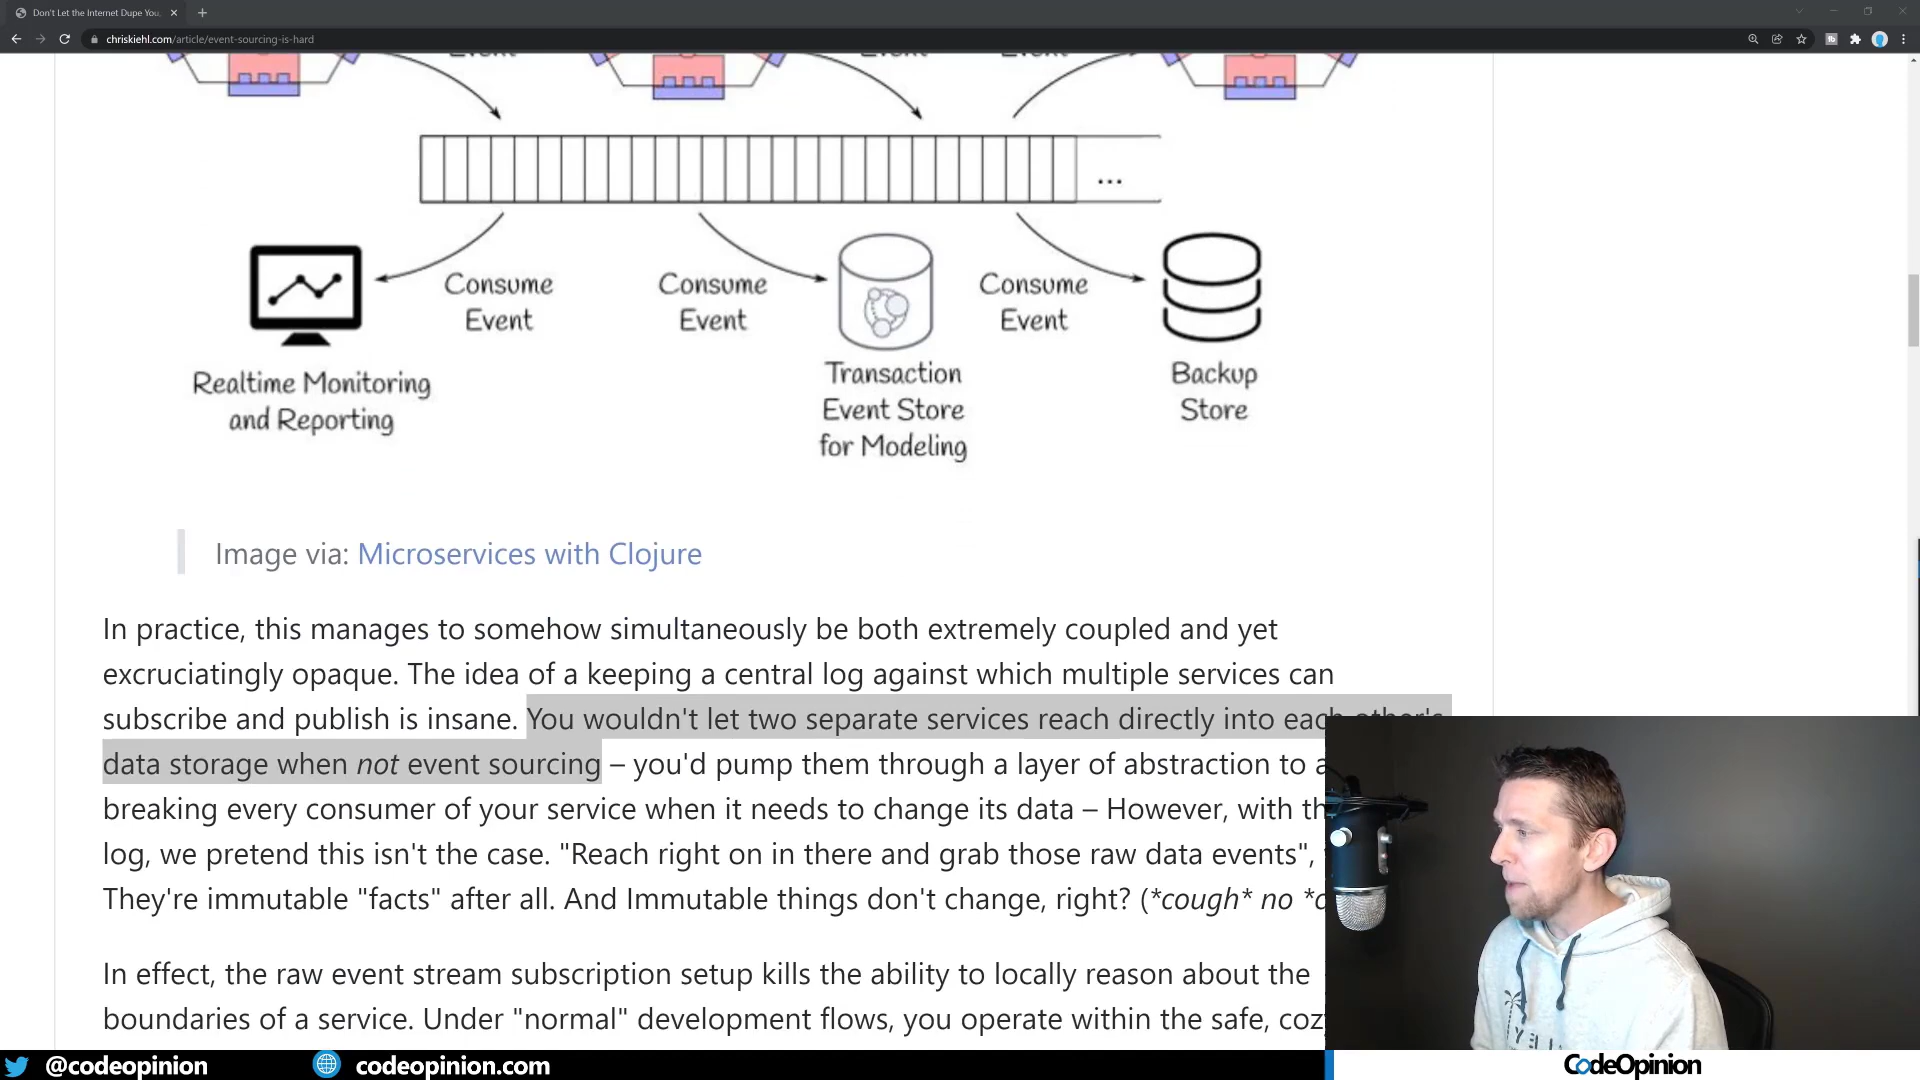 Don't Let the Internet Dupe You,
chriskiehl.com/article/event-sourcing-is-hard
Event Event Event
...
Consume Event
Consume Event
Consume Event
Realtime Monitoring and Reporting
Transaction Event Store for Modeling
Backup Store
Image via: Microservices with Clojure
In practice, this manages to somehow simultaneously be both extremely coupled and yet
excruciatingly opaque. The idea of a keeping a central log against which multiple services can
subscribe and publish is insane. You wouldn't let two separate services reach directly into each other's
data storage when not event sourcing – you'd pump them through a layer of abstraction to a
breaking every consumer of your service when it needs to change its data – However, with th
log, we pretend this isn't the case. "Reach right on in there and grab those raw data events",
They're immutable "facts" after all. And Immutable things don't change, right? (*cough* no *c
In effect, the raw event stream subscription setup kills the ability to locally reason about the
boundaries of a service. Under "normal" development flows, you operate within the safe, coz
@codeopinion
codeopinion.com
CodeOpinion